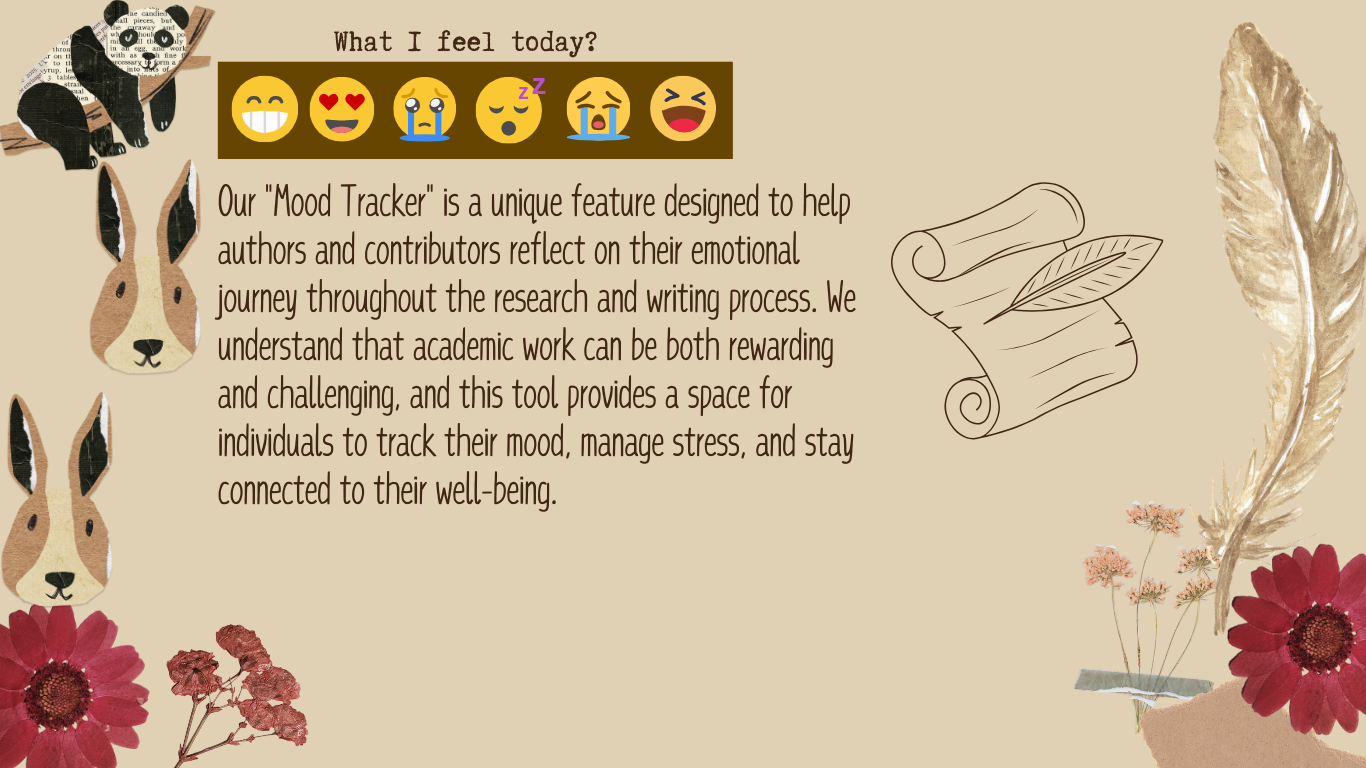 What I feel today?
Our "Mood Tracker" is a unique feature designed to help
authors and contributors reflect on their emotional
journey throughout the research and writing process. We
understand that academic work can be both rewarding
and challenging, and this tool provides a space for
individuals to track their mood, manage stress, and stay
connected to their well-being.